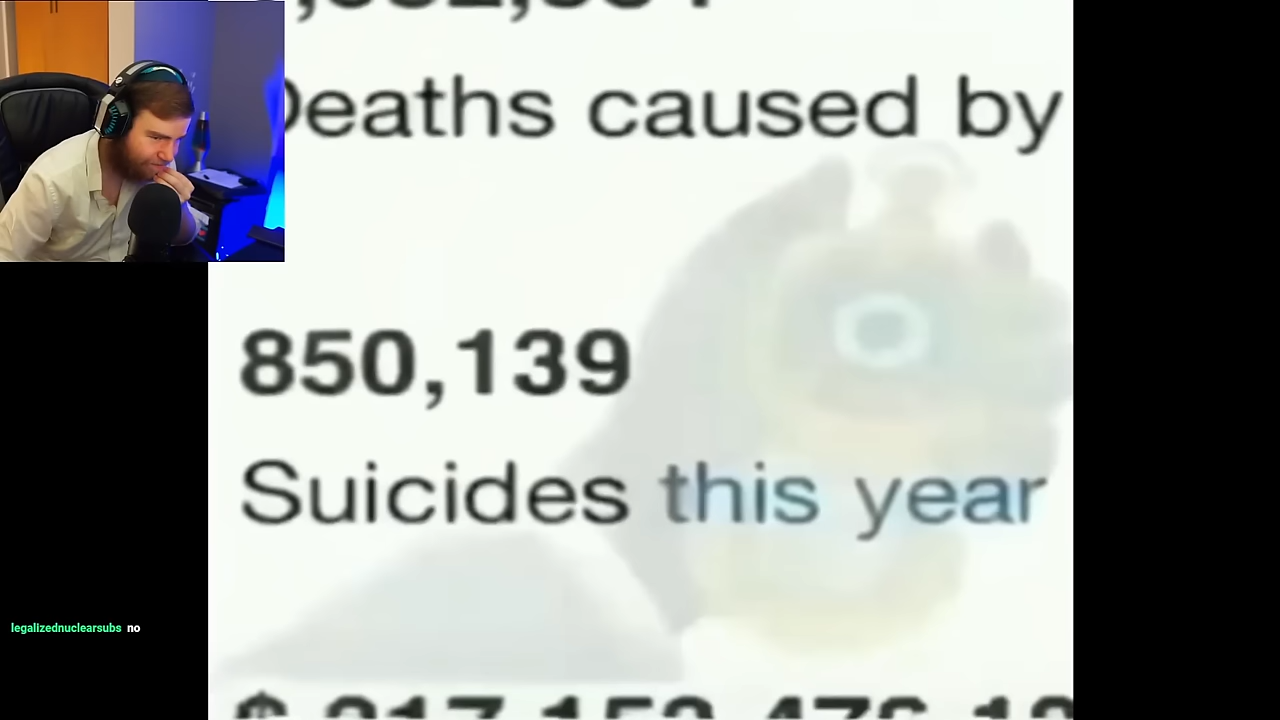 Deaths caused by
850,139
Suicides this year
legalizednuclearsubs no